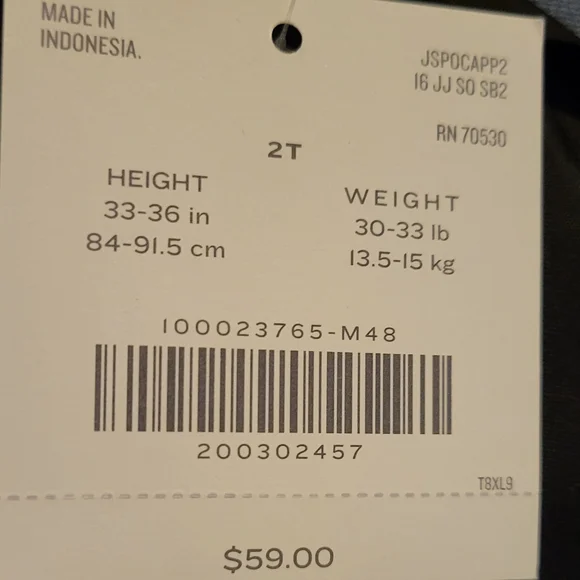 MADE IN
INDONESIA.
JSPOCAPP2
16 JJ SO SB2
RN 70530
2T
HEIGHT
33-36 in
84-91.5 cm
WEIGHT
30-33 lb
13.5-15 kg
100023765-M48
200302457
T8XL9
$59.00